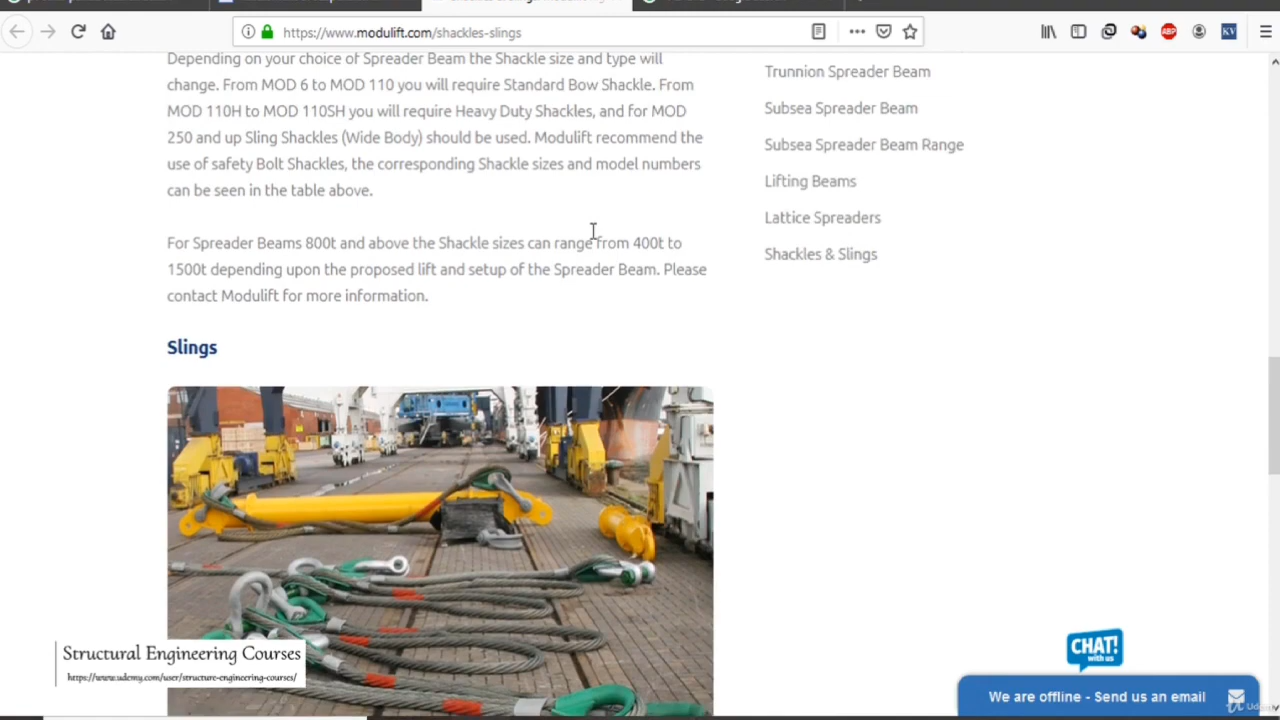 https://www.modulift.com/shackles-slings
ABP
KV
Depending on your choice of Spreader Beam the Shackle size and type will
change. From MOD 6 to MOD 110 you will require Standard Bow Shackle. From
MOD 110H to MOD 110SH you will require Heavy Duty Shackles, and for MOD
250 and up Sling Shackles (Wide Body) should be used. Modulift recommend the
use of safety Bolt Shackles, the corresponding Shackle sizes and model numbers
can be seen in the table above.
For Spreader Beams 800t and above the Shackle sizes can range from 400t to
1500t depending upon the proposed lift and setup of the Spreader Beam. Please
contact Modulift for more information.
Slings
Trunnion Spreader Beam
Subsea Spreader Beam
Subsea Spreader Beam Range
Lifting Beams
Lattice Spreaders
Shackles & Slings
Structural Engineering Courses
https://www.udemy.com/user/structure-engineering-courses/
CHAT!
with us
We are offline - Send us an email